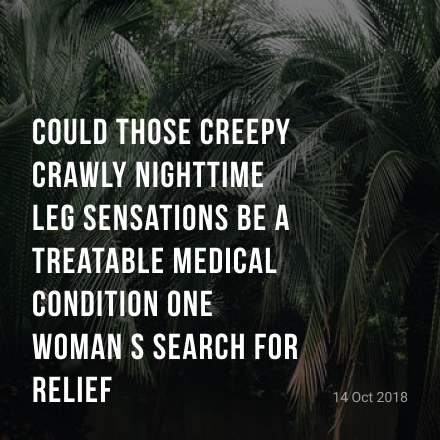 COULD THOSE CREEPY
CRAWLY NIGHTTIME
LEG SENSATIONS BE A
TREATABLE MEDICAL
CONDITION ONE
WOMAN S SEARCH FOR
RELIEF
14 Oct 2018